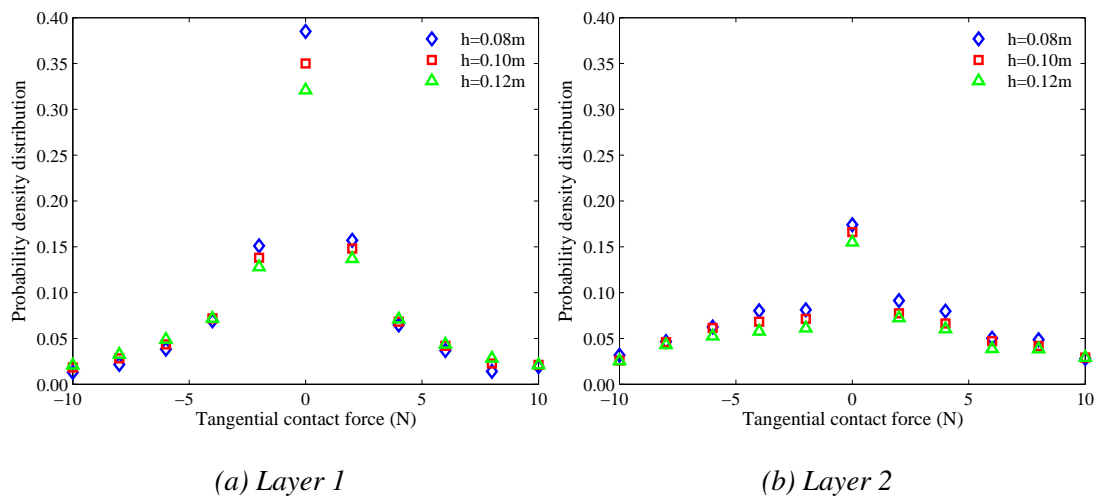 0.40
0.35
0.30
0.25
0.20
0.15
0.10
0.05
0.00
−10
−5
0
5
10
Probability density distribution
Tangential contact force (N)
h=0.08m
h=0.10m
h=0.12m
(a) Layer 1
0.40
0.35
0.30
0.25
0.20
0.15
0.10
0.05
0.00
−10
−5
0
5
10
Probability density distribution
Tangential contact force (N)
h=0.08m
h=0.10m
h=0.12m
(b) Layer 2